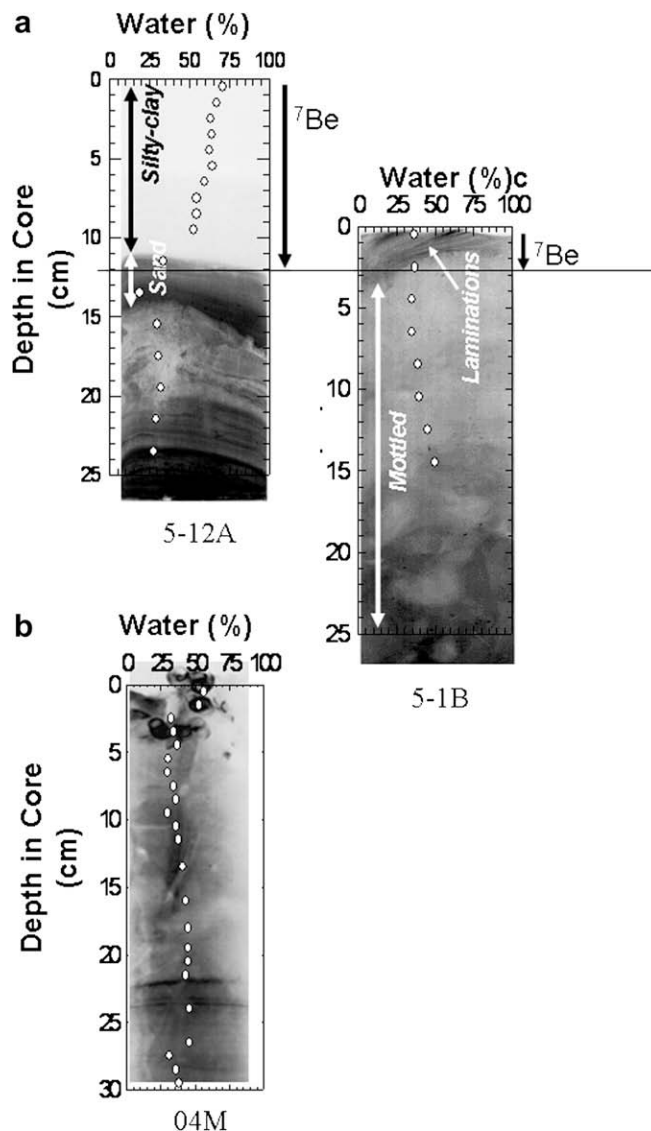 a
Water (%)
0 25 50 75 100
0
5
10
15
20
25
Depth in Core
(cm)
Silty-clay
Sand
7Be
5-12A
Water (%)c
0 25 50 75 100
0
5
10
15
20
25
7Be
Laminations
Mottled
5-1B
b
Water (%)
0 25 50 75 100
0
5
10
15
20
25
30
Depth in Core
(cm)
04M